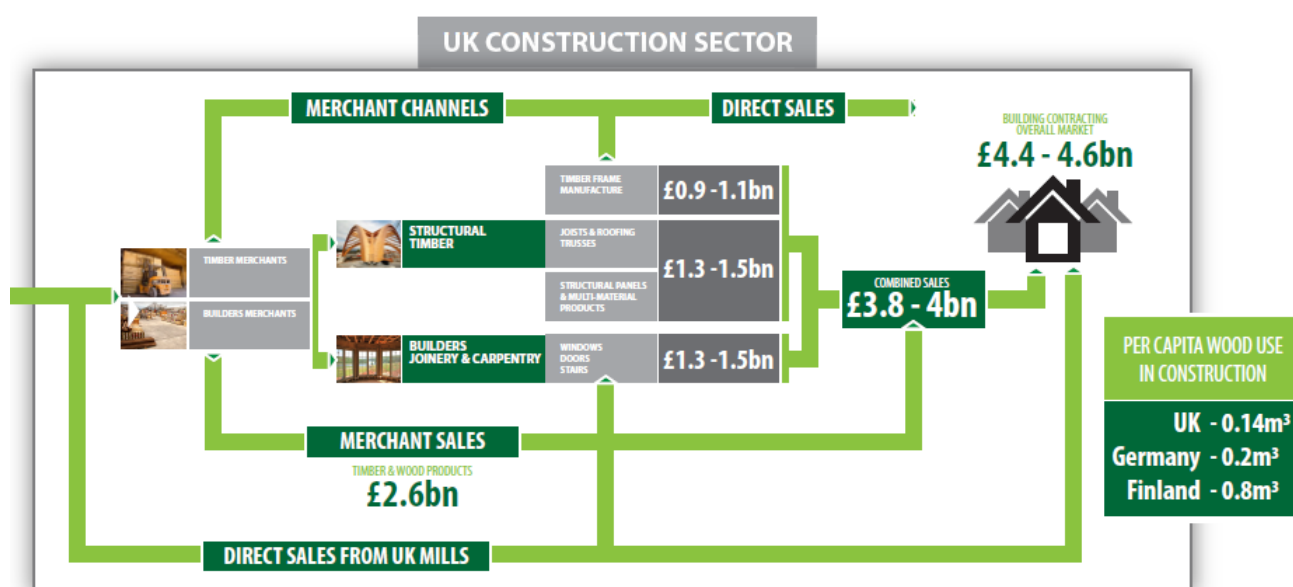 UK CONSTRUCTION SECTOR
MERCHANT CHANNELS
DIRECT SALES
BUILDING CONTRACTING
OVERALL MARKET
£4.4 - 4.6bn
TIMBER FRAME
MANUFACTURE
£0.9 -1.1bn
STRUCTURAL
TIMBER
JOISTS & ROOFING
TRUSSES
£1.3 -1.5bn
STRUCTURAL PANELS
& MULTI-MATERIAL
PRODUCTS
TIMBER MERCHANTS
BUILDERS MERCHANTS
COMBINED SALES
£3.8 - 4bn
BUILDERS
JOINERY & CARPENTRY
WINDOWS
DOORS
STAIRS
£1.3 -1.5bn
PER CAPITA WOOD USE
IN CONSTRUCTION
UK - 0.14m³
Germany - 0.2m³
Finland - 0.8m³
MERCHANT SALES
TIMBER & WOOD PRODUCTS
£2.6bn
DIRECT SALES FROM UK MILLS